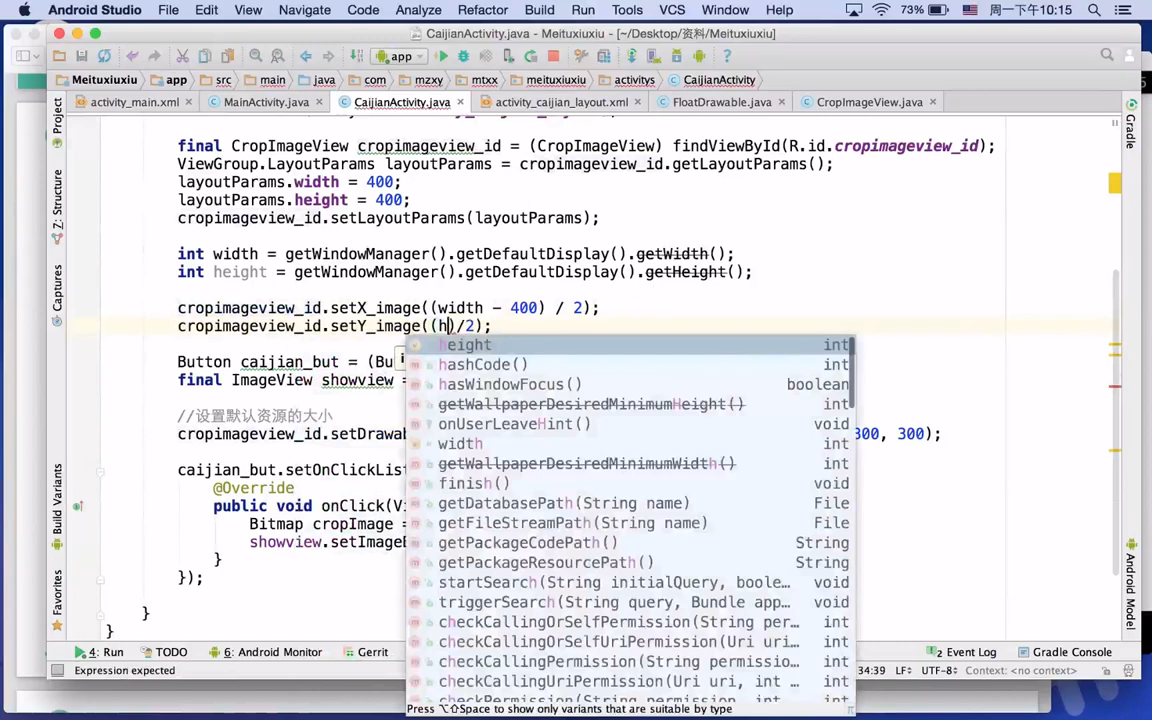 Android Studio File Edit View Navigate Code Analyze Refactor Build Run Tools VCS Window Help 73% 周一下午10:15
CaijianActivity.java - Meituxiuxiu - [~/Desktop/资料/Meituxiuxiu]
app
Meituxiuxiu app src main java com mzxy mtxx meituxiuxiu activitys CaijianActivity
activity_main.xml MainActivity.java CaijianActivity.java activity_caijian_layout.xml FloatDrawable.java CropImageView.java
Project
Z: Structure
Captures
Build Variants
Favorites
Gradle
Android Model
final CropImageView cropimageview_id = (CropImageView) findViewById(R.id.cropimageview_id);
ViewGroup.LayoutParams layoutParams = cropimageview_id.getLayoutParams();
layoutParams.width = 400;
layoutParams.height = 400;
cropimageview_id.setLayoutParams(layoutParams);
int width = getWindowManager().getDefaultDisplay().getWidth();
int height = getWindowManager().getDefaultDisplay().getHeight();
cropimageview_id.setX_image((width - 400) / 2);
cropimageview_id.setY_image((h)/2);
Button caijian_but = (Bu
final ImageView showview =
//设置默认资源的大小
cropimageview_id.setDrawa 300, 300);
caijian_but.setOnClickList
@Override
public void onClick(Vi
Bitmap cropImage =
showview.setImageB
}
});
}
}
height int
hashCode() int
hasWindowFocus() boolean
getWallpaperDesiredMinimumHeight() int
onUserLeaveHint() void
width int
getWallpaperDesiredMinimumWidth() int
finish() void
getDatabasePath(String name) File
getFileStreamPath(String name) File
getPackageCodePath() String
getPackageResourcePath() String
startSearch(String initialQuery, boole… void
triggerSearch(String query, Bundle app… void
checkCallingOrSelfPermission(String per… int
checkCallingOrSelfUriPermission(Uri uri… int
checkCallingPermission(String permissio… int
checkCallingUriPermission(Uri uri, int … int
checkPermission(String permission, int
Press ⌥⇧Space to show only variants that are suitable by type
4: Run TODO 6: Android Monitor Gerrit 2 Event Log Gradle Console
Expression expected 34:39 LF÷ UTF-8÷ Context: <no context>